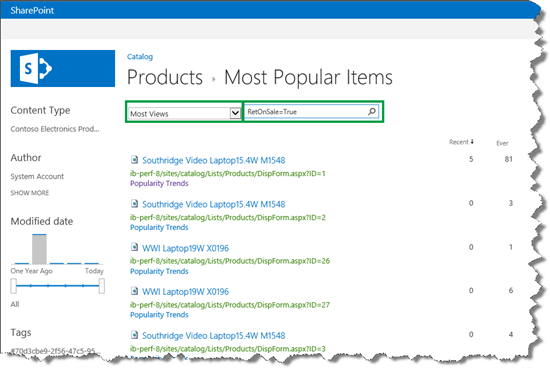 SharePoint
Catalog
Products ▸ Most Popular Items
Most Views
RetOnSale=True
Content Type
Contoso Electronics Prod...
Author
System Account
SHOW MORE
Modified date
One Year Ago Today
All
Tags
#70d3cbe9-2f56-47c5-95...
Recent Ever
Southridge Video Laptop15.4W M1548 5 81
ib-perf-8/sites/catalog/Lists/Products/DispForm.aspx?ID=1
Popularity Trends
Southridge Video Laptop15.4W M1548 0 3
ib-perf-8/sites/catalog/Lists/Products/DispForm.aspx?ID=2
Popularity Trends
WWI Laptop19W X0196 0 1
ib-perf-8/sites/catalog/Lists/Products/DispForm.aspx?ID=26
Popularity Trends
WWI Laptop19W X0196 0 6
ib-perf-8/sites/catalog/Lists/Products/DispForm.aspx?ID=27
Popularity Trends
Southridge Video Laptop15.4W M1548 0 4
ib-perf-8/sites/catalog/Lists/Products/DispForm.aspx?ID=3